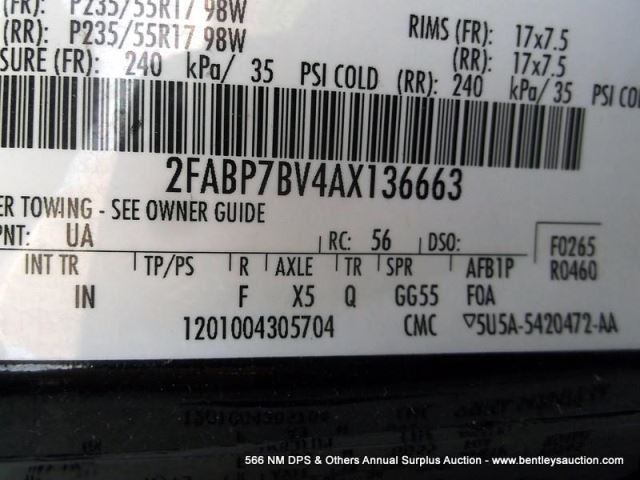 (FR): P235/55R17 98W RIMS (FR): 17x7.5
(RR): P235/55R17 98W (RR): 17x7.5
SURE (FR): 240 kPa/ 35 PSI COLD (RR): 240 kPa/ 35 PSI COL
2FABP7BV4AX136663
ER TOWING - SEE OWNER GUIDE
PNT: UA RC: 56 DSO: F0265
INT TR TP/PS R AXLE TR SPR AFB1P R0460
IN F X5 Q GG55 F0A
1201004305704 CMC ▽5U5A-5420472-AA
566 NM DPS & Others Annual Surplus Auction - www.bentleysauction.com